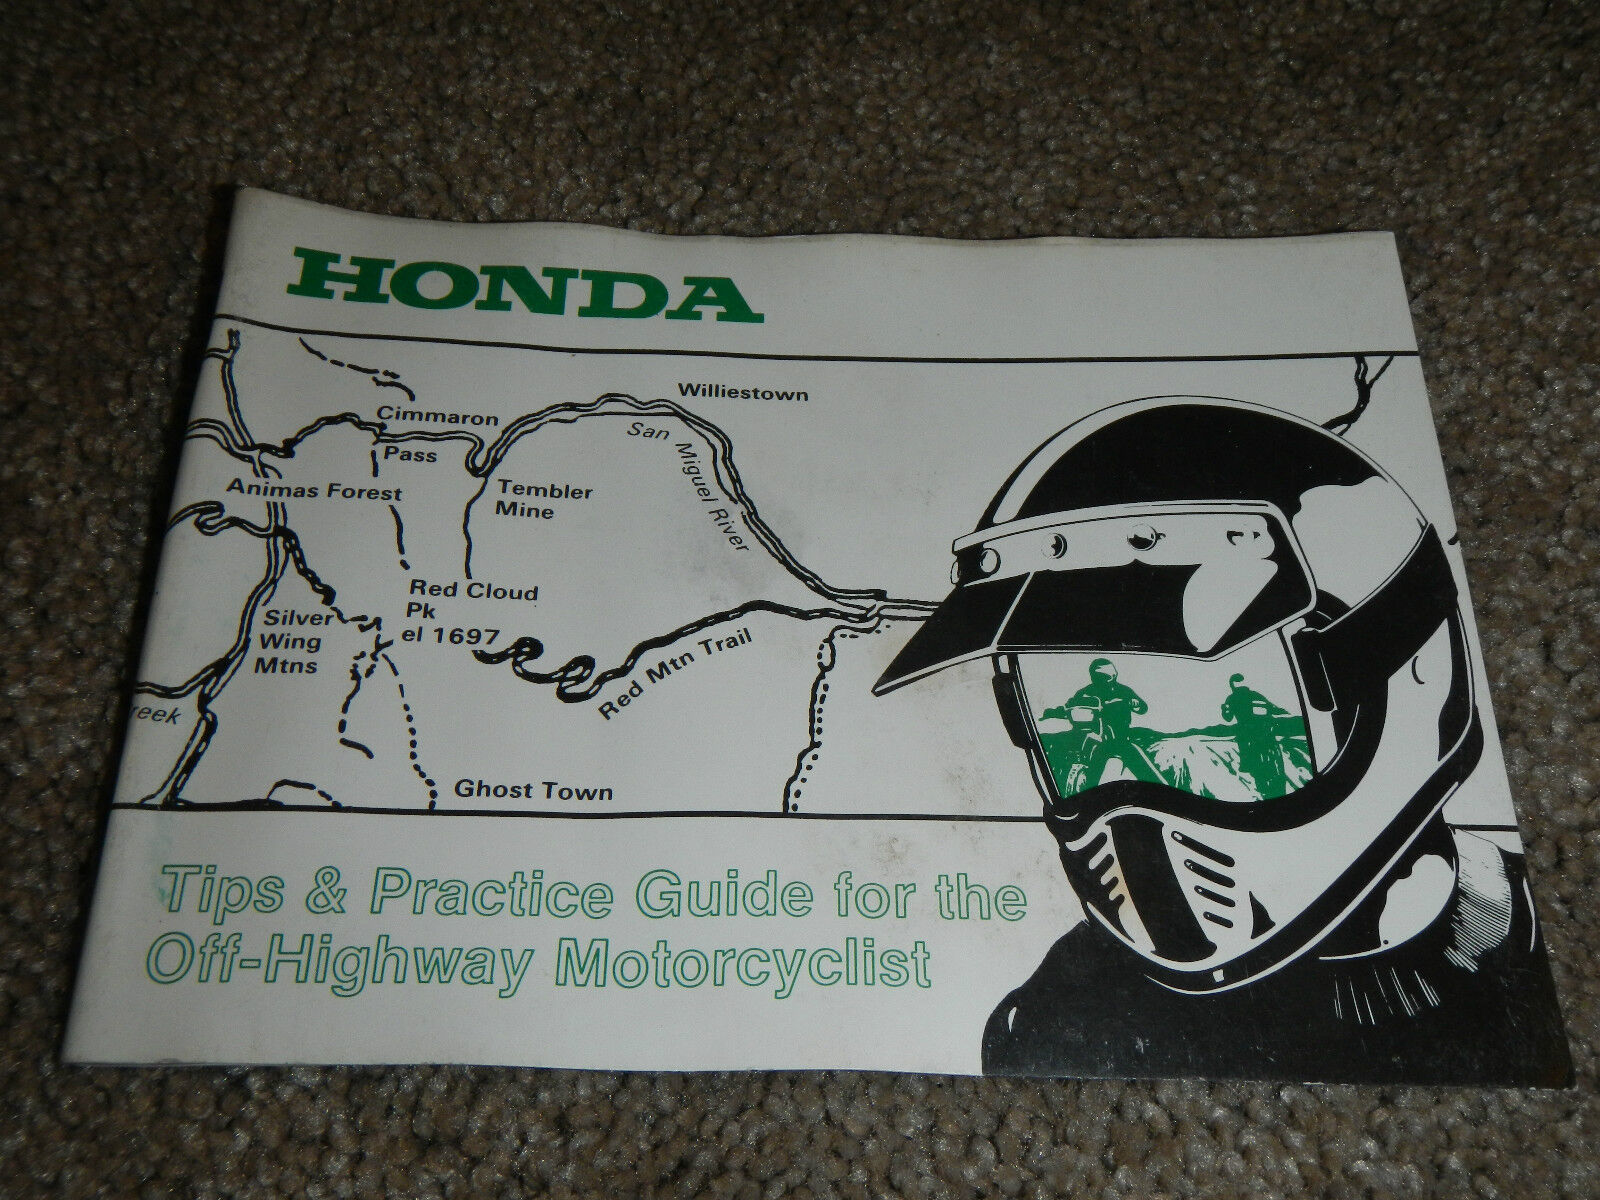 HONDA
Williestown
Cimmaron
Pass
San Miguel River
Animas Forest
Tembler
Mine
Red Cloud
Pk
el 1697
Silver
Wing
Mtns
Red Mtn Trail
reek
Ghost Town
Tips & Practice Guide for the
Off-Highway Motorcyclist